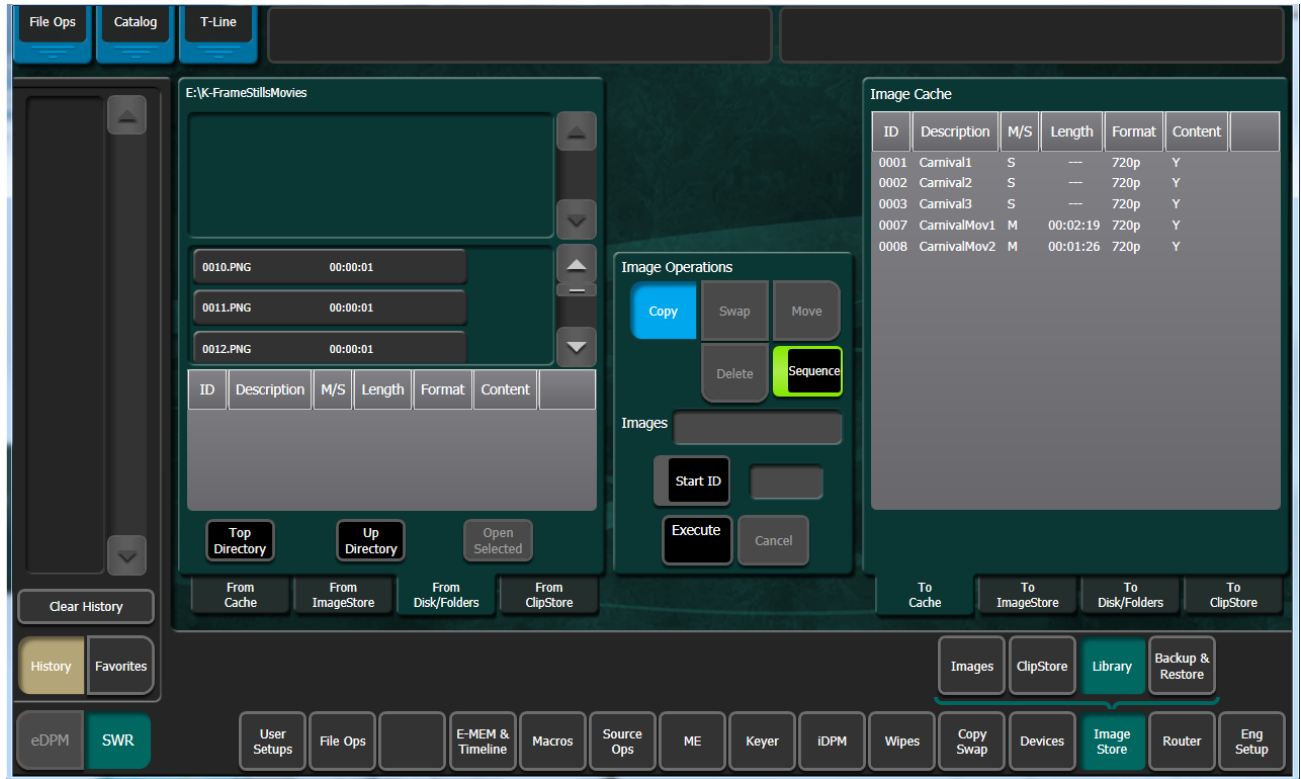 File Ops
Catalog
T-Line
E:\K-FrameStillsMovies
0010.PNG 00:00:01
0011.PNG 00:00:01
0012.PNG 00:00:01
ID Description M/S Length Format Content
Top
Directory
Up
Directory
Open
Selected
From
Cache
From
ImageStore
From
Disk/Folders
From
ClipStore
Image Operations
Copy
Swap
Move
Delete
Sequence
Images
Start ID
Execute
Cancel
Image Cache
ID Description M/S Length Format Content
0001 Carnival1 S --- 720p Y
0002 Carnival2 S --- 720p Y
0003 Carnival3 S --- 720p Y
0007 CarnivalMov1 M 00:02:19 720p Y
0008 CarnivalMov2 M 00:01:26 720p Y
To
Cache
To
ImageStore
To
Disk/Folders
To
ClipStore
Clear History
History
Favorites
Images
ClipStore
Library
Backup &
Restore
eDPM
SWR
User
Setups
File Ops
E-MEM &
Timeline
Macros
Source
Ops
ME
Keyer
iDPM
Wipes
Copy
Swap
Devices
Image
Store
Router
Eng
Setup